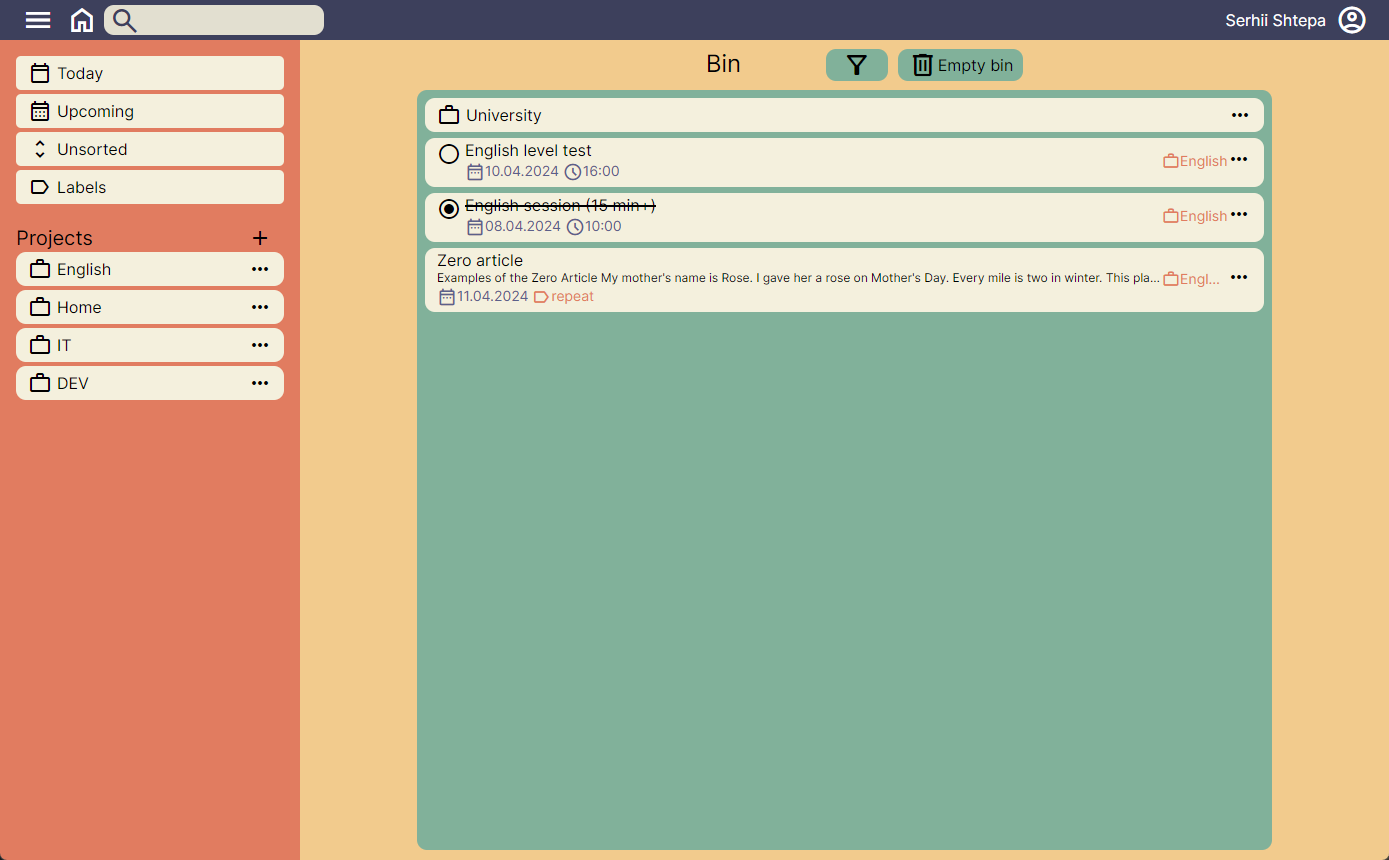 Serhii Shtepa
Today
Upcoming
Unsorted
Labels
Projects
English
Home
IT
DEV
Bin
Empty bin
University
English level test
10.04.2024 16:00
English
English session (15 min+)
08.04.2024 10:00
English
Zero article
Examples of the Zero Article My mother's name is Rose. I gave her a rose on Mother's Day. Every mile is two in winter. This pla...
Engl...
11.04.2024 repeat